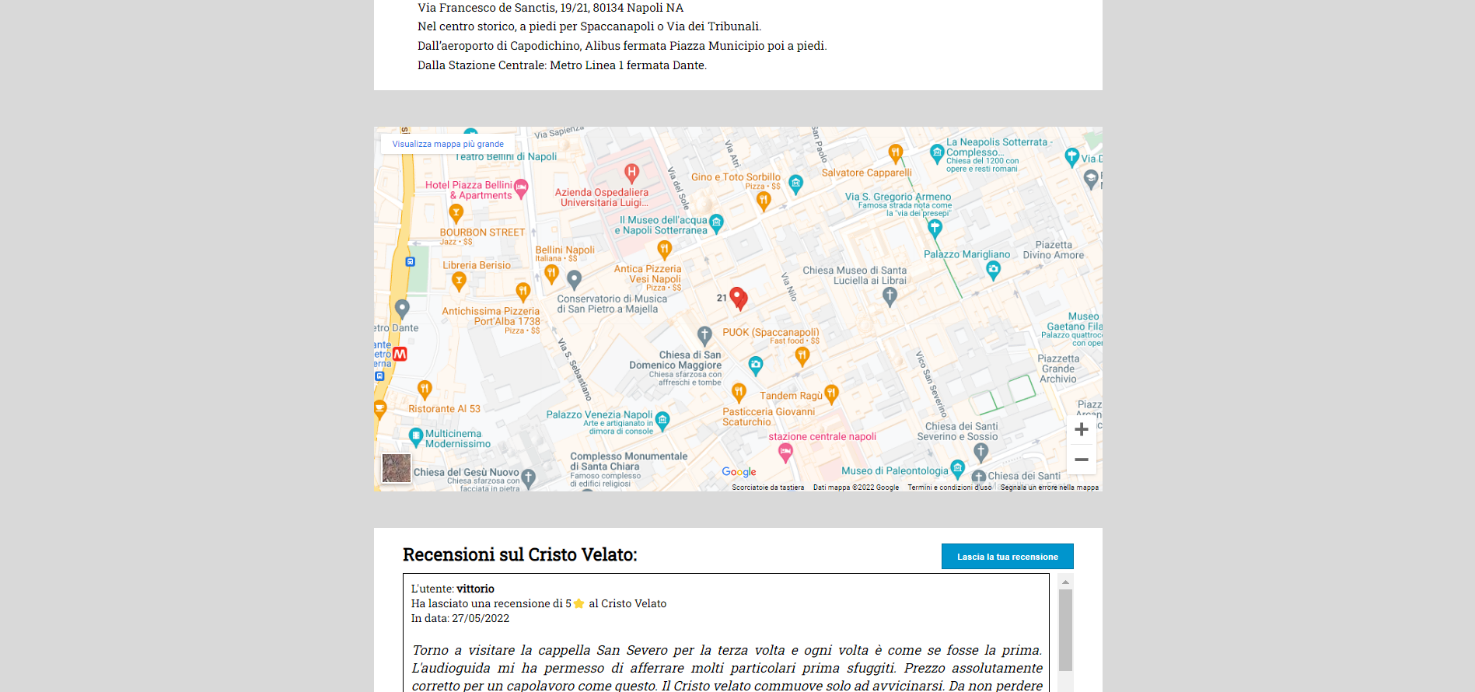 Via Francesco de Sanctis, 19/21, 80134 Napoli NA
Nel centro storico, a piedi per Spaccanapoli o Via dei Tribunali.
Dall'aeroporto di Capodichino, Alibus fermata Piazza Municipio poi a piedi.
Dalla Stazione Centrale: Metro Linea 1 fermata Dante.
Visualizza mappa più grande
Via Sapienza
Teatro Bellini di Napoli
Hotel Piazza Bellini
& Apartments
Azienda Ospedaliera
Universitaria Luigi...
Via del Sole
Via Atri
San Paolo
Gino e Toto Sorbillo
Pizza • $$
Salvatore Capparelli
La Neapolis Sotterrata -
Complesso...
Chiesa del 1200 con
opere e resti romani
Via S. Gregorio Armeno
Famosa strada nota come
la "via dei presepi"
Il Museo dell'acqua
e Napoli Sotterranea
BOURBON STREET
Jazz • $$
Bellini Napoli
Italiana • $$
Libreria Berisio
Antica Pizzeria
Vesi Napoli
Pizza • $$
Palazzo Marigliano
Piazetta
Divino Amore
Chiesa Museo di Santa
Luciella ai Librai
Via Nilo
21
Conservatorio di Musica
di San Pietro a Majella
Antichissima Pizzeria
Port'Alba 1738
Pizza • $$
etro Dante
M
PUOK (Spaccanapoli)
Fast food • $$
Museo
Gaetano Fila
Palazzo quattroc
con oper
Via S. Sebastiano
Chiesa di San
Domenico Maggiore
Chiesa sfarzosa con
affreschi e tombe
Vico San Severino
Piazzetta
Grande
Archivio
Ristorante Al 53
Tandem Ragù
Palazzo Venezia Napoli
Arte e artigianato in
dimora di console
Pasticceria Giovanni
Scaturchio
Multicinema
Modernissimo
stazione centrale napoli
Chiesa dei Santi
Severino e Sossio
Complesso Monumentale
di Santa Chiara
Famoso complesso
di edifici religiosi
Chiesa del Gesù Nuovo
Chiesa sfarzosa con
facciata in pietra
Google
Museo di Paleontologia
Chiesa dei Santi
+
−
Scorciatoie da tastiera Dati mappa ©2022 Google Termini e condizioni d'uso Segnala un errore nella mappa
Recensioni sul Cristo Velato:
Lascia la tua recensione
L'utente: vittorio
Ha lasciato una recensione di 5⭐ al Cristo Velato
In data: 27/05/2022
Torno a visitare la cappella San Severo per la terza volta e ogni volta è come se fosse la prima.
L'audioguida mi ha permesso di afferrare molti particolari prima sfuggiti. Prezzo assolutamente
corretto per un capolavoro come questo. Il Cristo velato commuove solo ad avvicinarsi. Da non perdere